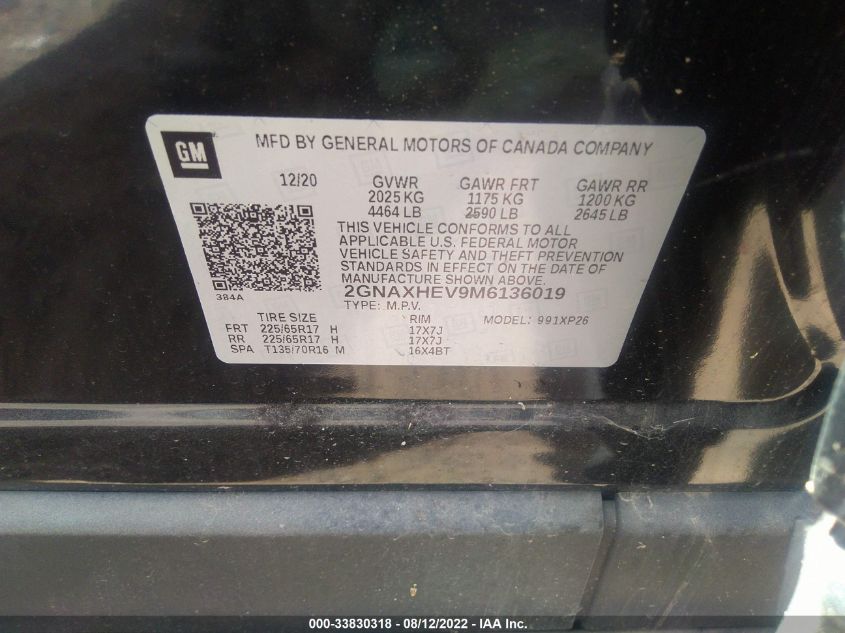 GM
MFD BY GENERAL MOTORS OF CANADA COMPANY
12/20 GVWR GAWR FRT GAWR RR
2025 KG 1175 KG 1200 KG
4464 LB 2590 LB 2645 LB
THIS VEHICLE CONFORMS TO ALL
APPLICABLE U.S. FEDERAL MOTOR
VEHICLE SAFETY AND THEFT PREVENTION
STANDARDS IN EFFECT ON THE DATE OF
MANUFACTURE SHOWN ABOVE.
384A 2GNAXHEV9M6136019
TYPE: M.P.V.
TIRE SIZE RIM MODEL: 991XP26
FRT 225/65R17 H 17X7J
RR 225/65R17 H 17X7J
SPA T135/70R16 M 16X4BT
000-33830318 - 08/12/2022 - IAA Inc.